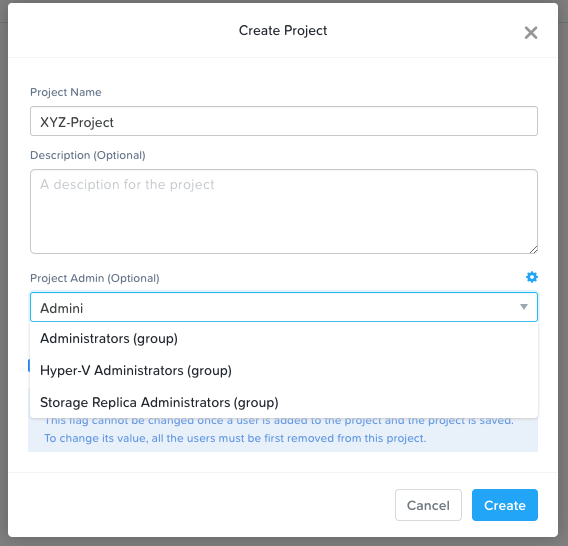 Create Project
Project Name
XYZ-Project
Description (Optional)
A desciption for the project
Project Admin (Optional)
Admini
Administrators (group)
Hyper-V Administrators (group)
Storage Replica Administrators (group)
This flag cannot be changed once a user is added to the project and the project is saved.
To change its value, all the users must be first removed from this project.
Cancel
Create